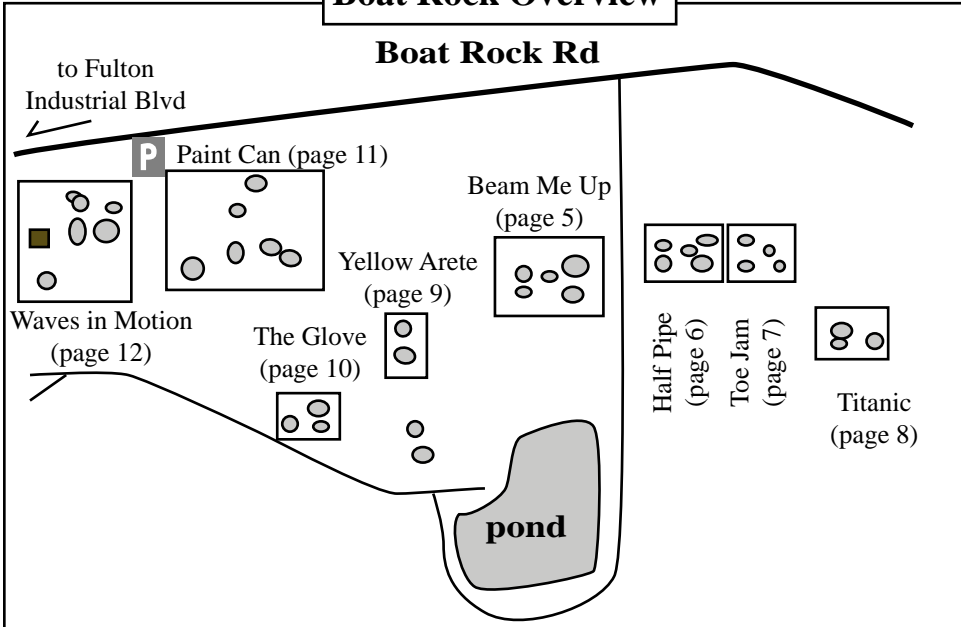 Boat Rock Overview
Boat Rock Rd
to Fulton
Industrial Blvd
P
Paint Can (page 11)
Beam Me Up
(page 5)
Yellow Arete
(page 9)
Waves in Motion
(page 12)
The Glove
(page 10)
Half Pipe
(page 6)
Toe Jam
(page 7)
Titanic
(page 8)
pond